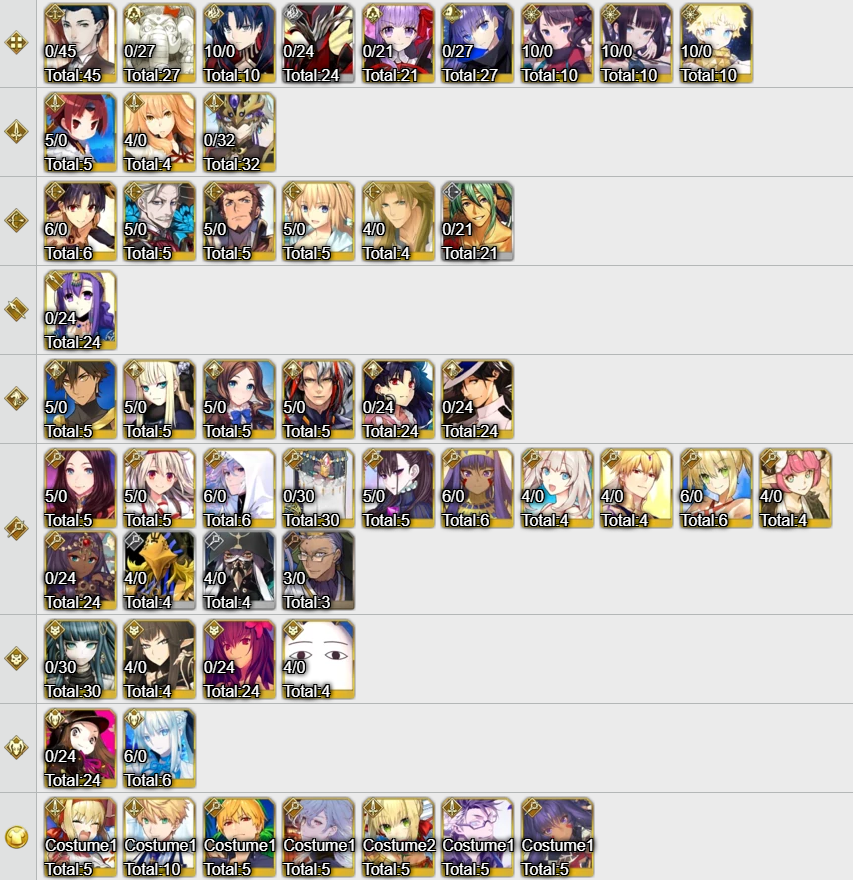 0/45 0/27 10/0 0/24 0/21 0/27 10/0 10/0 10/0
Total:45 Total:27 Total:10 Total:24 Total:21 Total:27 Total:10 Total:10 Total:10
5/0 4/0 0/32
Total:5 Total:4 Total:32
6/0 5/0 5/0 5/0 4/0 0/21
Total:6 Total:5 Total:5 Total:5 Total:4 Total:21
0/24
Total:24
5/0 5/0 5/0 5/0 0/24 0/24
Total:5 Total:5 Total:5 Total:5 Total:24 Total:24
5/0 5/0 6/0 0/30 5/0 6/0 4/0 4/0 6/0 4/0
Total:5 Total:5 Total:6 Total:30 Total:5 Total:6 Total:4 Total:4 Total:6 Total:4
0/24 4/0 4/0 3/0
Total:24 Total:4 Total:4 Total:3
0/30 4/0 0/24 4/0
Total:30 Total:4 Total:24 Total:4
0/24 6/0
Total:24 Total:6
Costume1 Costume1 Costume1 Costume1 Costume2 Costume1 Costume1
Total:5 Total:10 Total:5 Total:5 Total:5 Total:5 Total:5